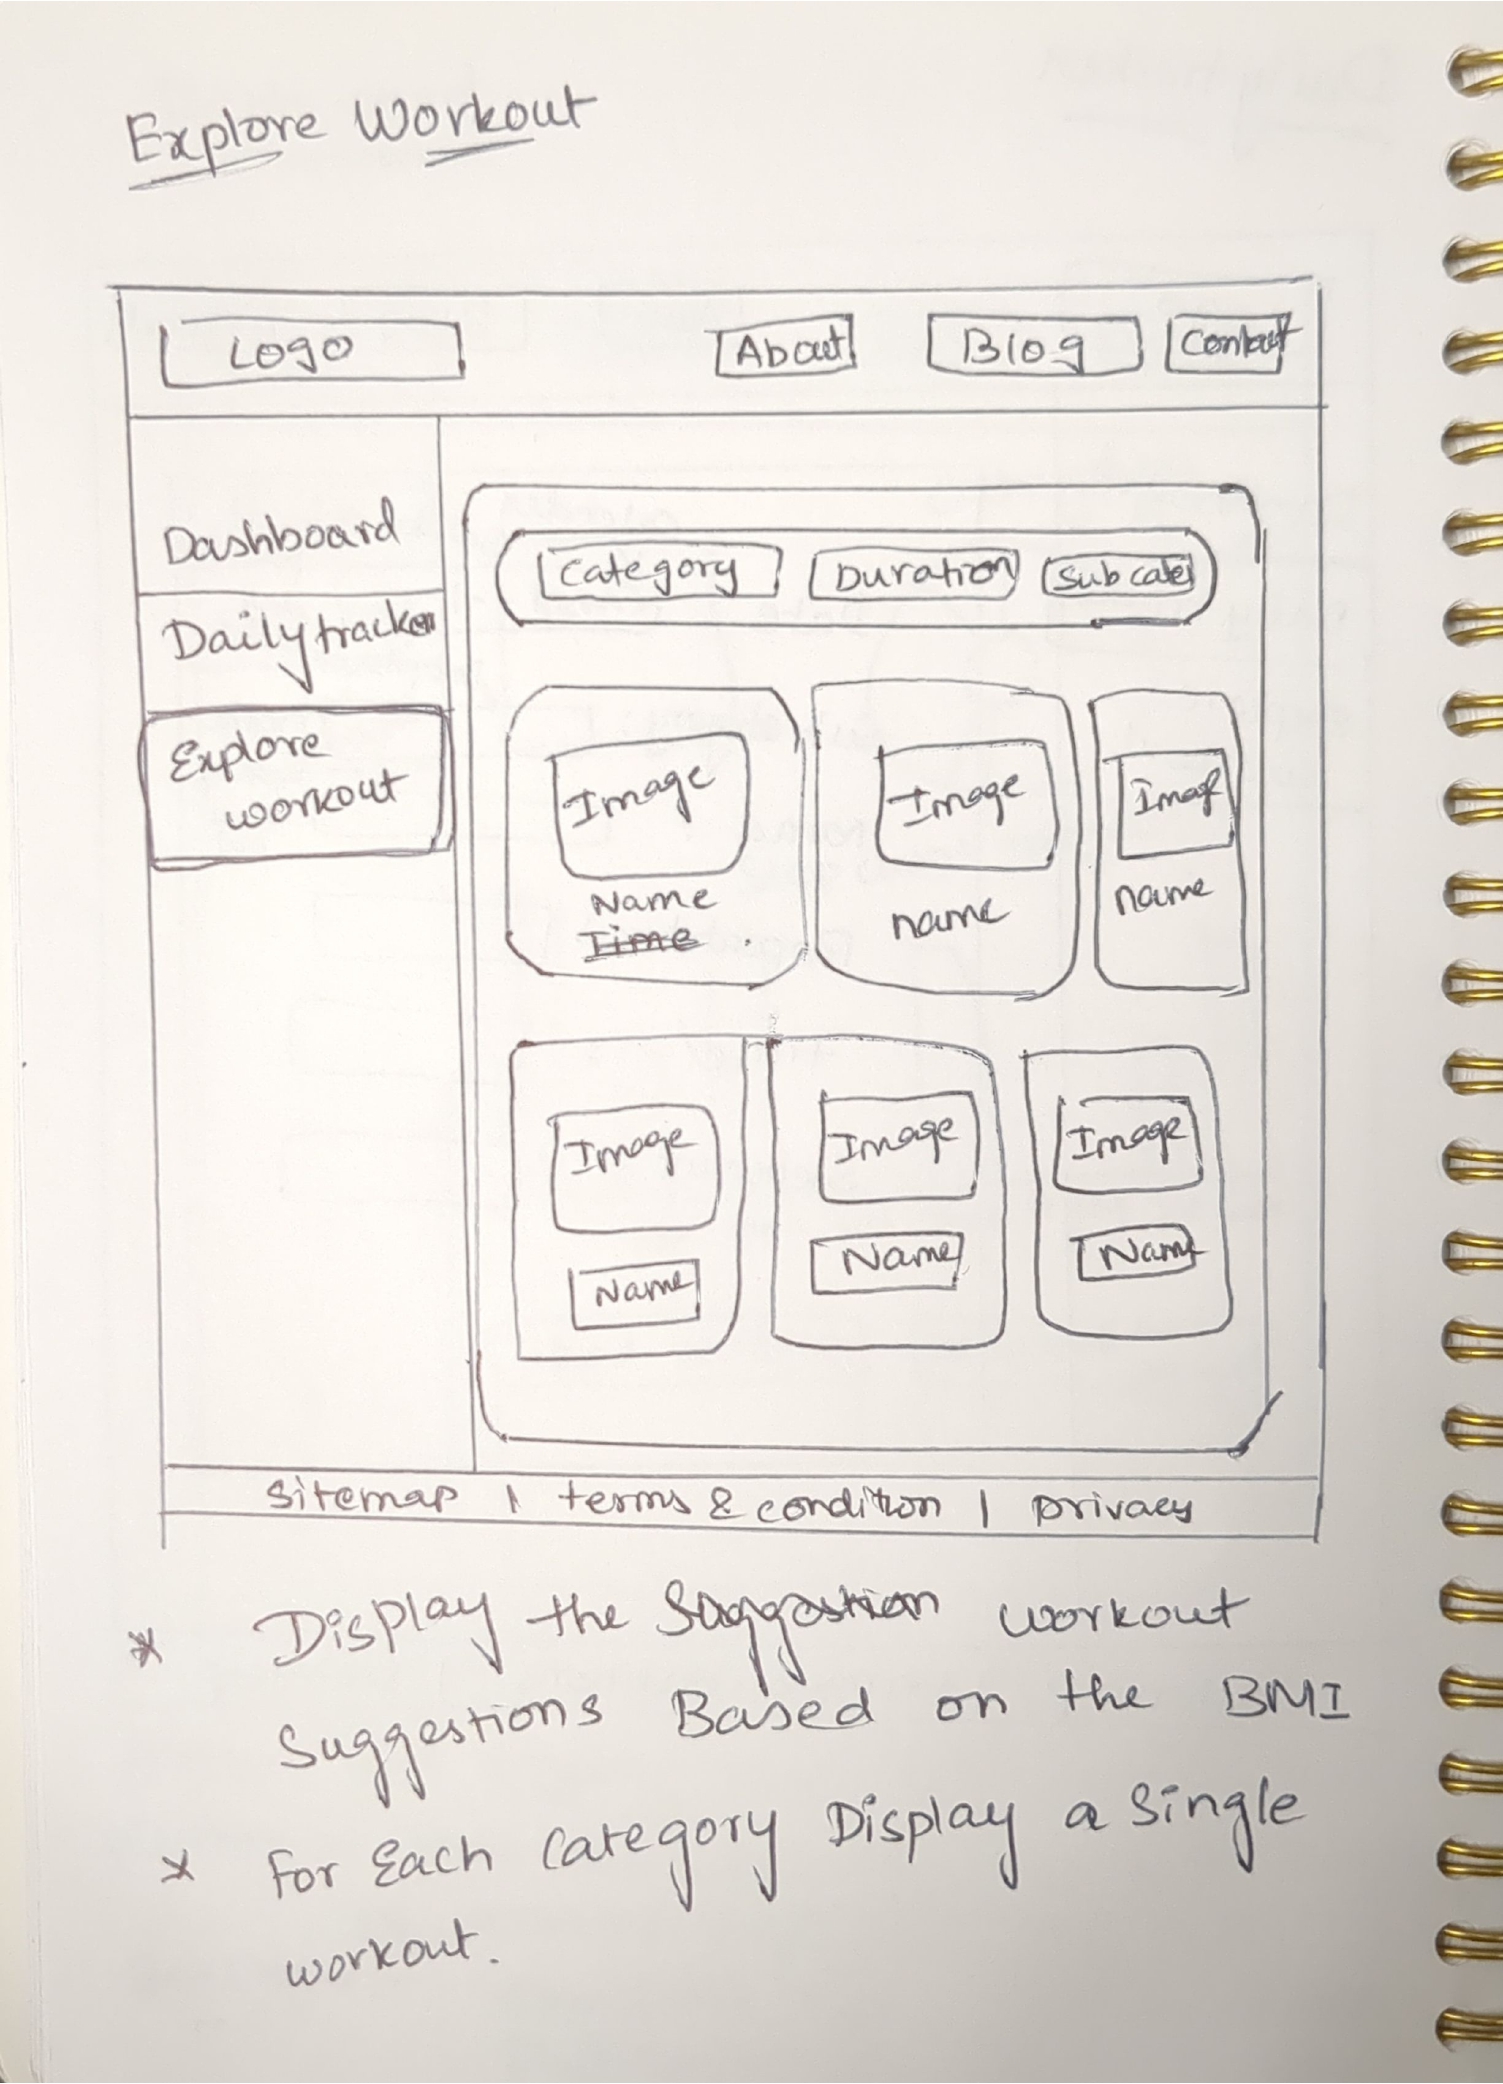 Explore Workout
Logo About Blog Contact
Dashboard
Category Duration Sub cate
Daily tracker
Explore
workout
Image Image Imag
Name name name
Time
Image Image Image
Name Name Name
Sitemap | terms & condition | privacy
* Display the Suggestion workout
Suggestions Based on the BMI
* For Each Category Display a Single
workout.